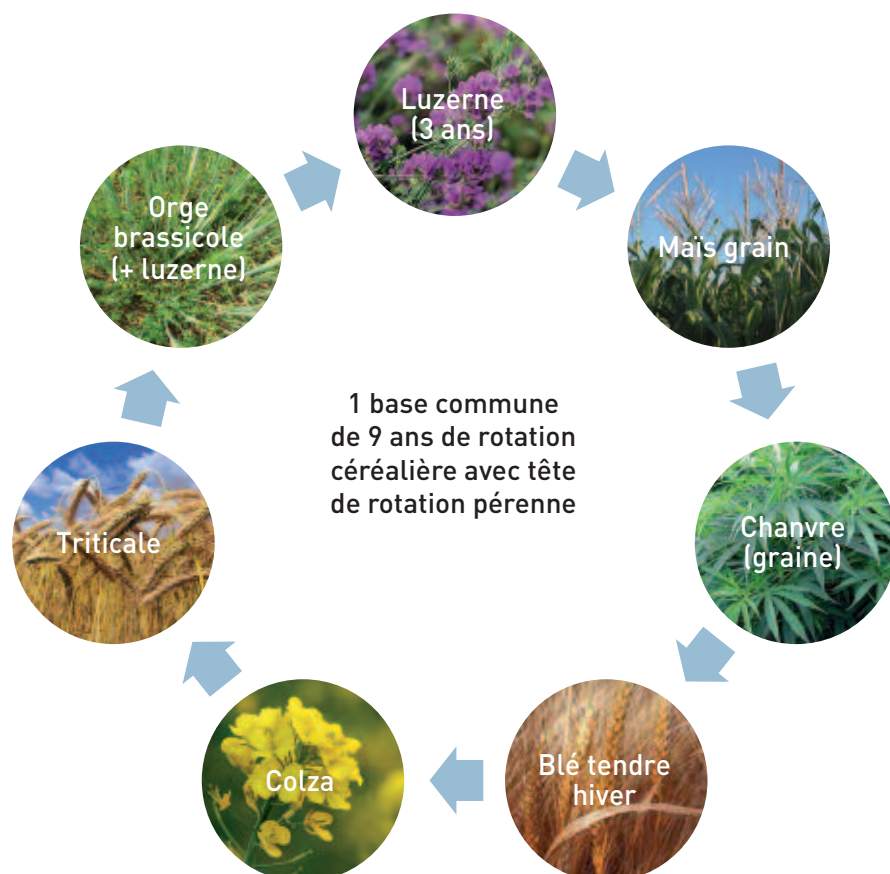 Luzerne
(3 ans)
Maïs grain
Chanvre
(graine)
Blé tendre
hiver
Colza
Triticale
Orge
brassicole
(+ luzerne)
1 base commune
de 9 ans de rotation
céréalière avec tête
de rotation pérenne